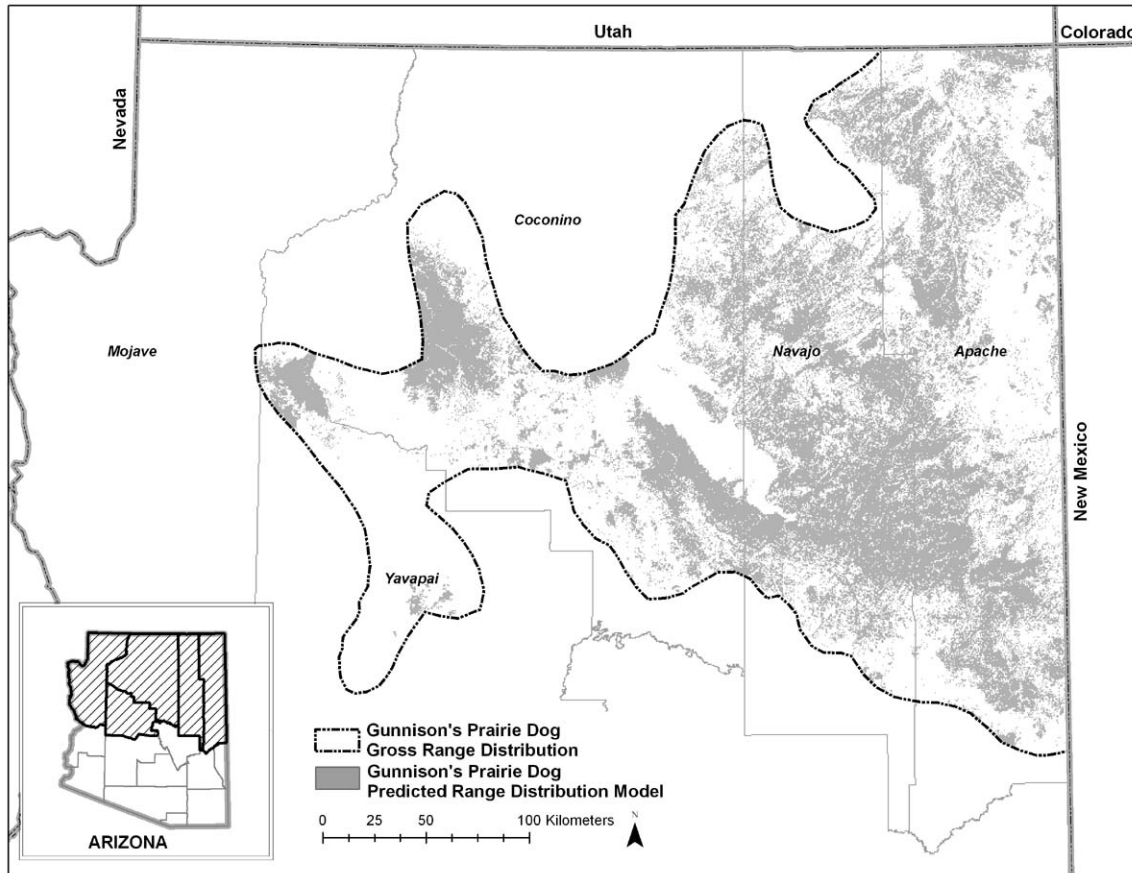 Utah
Colorado
Nevada
Coconino
Mojave
Navajo
Apache
New Mexico
Yavapai
Gunnison's Prairie Dog
Gross Range Distribution
Gunnison's Prairie Dog
Predicted Range Distribution Model
0 25 50 100 Kilometers
N
ARIZONA